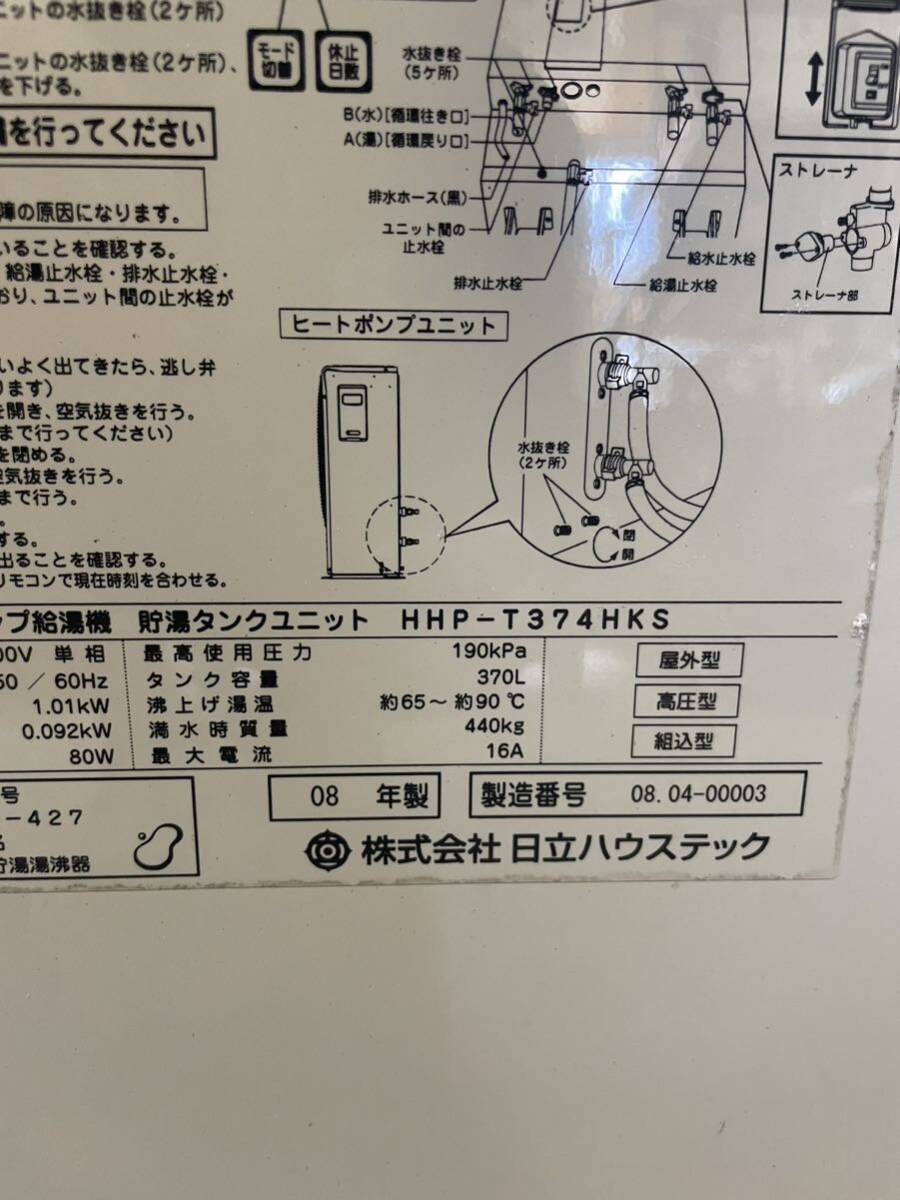 ニットの水抜き栓(2ケ所)
ニットの水抜き栓(2ケ所)、
を下げる。
を行ってください
障の原因になります。
いることを確認する。
給湯止水栓・排水止水栓・
おり、ユニット間の止水栓が
いよく出てきたら、逃し弁
ります)
を開き、空気抜きを行う。
まで行ってください)
を閉める。
空気抜きを行う。
まで行う。
。
する。
出ることを確認する。
リモコンで現在時刻を合わせる。
モード
切替
休止
日数
水抜き栓
(5ケ所)
B(水)[循環往き口]
A(湯)[循環戻り口]
排水ホース(黒)
ユニット間の
止水栓
排水止水栓
給湯止水栓
給水止水栓
ストレーナ
ストレーナ部
ヒートポンプユニット
水抜き栓
(2ケ所)
閉
開
プ給湯機 貯湯タンクユニット HHP-T374HKS
00V 単相
50 / 60Hz
1.01kW
0.092kW
80W
最高使用圧力 190kPa
タンク容量 370L
沸上げ湯温 約65～約90℃
満水時質量 440kg
最大電流 16A
屋外型
高圧型
組込型
号
-427
名
貯湯湯沸器
08 年製
製造番号 08.04-00003
株式会社 日立ハウステック